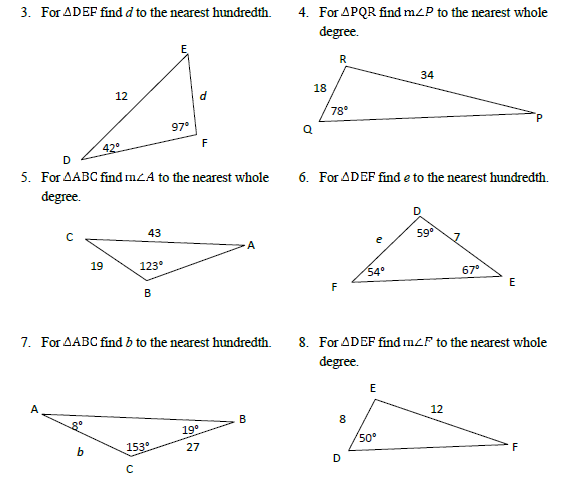 3. For ΔDEF find d to the nearest hundredth.
E
12
d
97°
42°
F
D
4. For ΔPQR find m∠P to the nearest whole
degree.
R
34
18
78°
P
Q
5. For ΔABC find m∠A to the nearest whole
degree.
C
43
A
19
123°
B
6. For ΔDEF find e to the nearest hundredth.
D
59°
7
e
54°
67°
F
E
7. For ΔABC find b to the nearest hundredth.
A
8°
B
19°
b
153°
27
C
8. For ΔDEF find m∠F to the nearest whole
degree.
E
12
8
50°
F
D